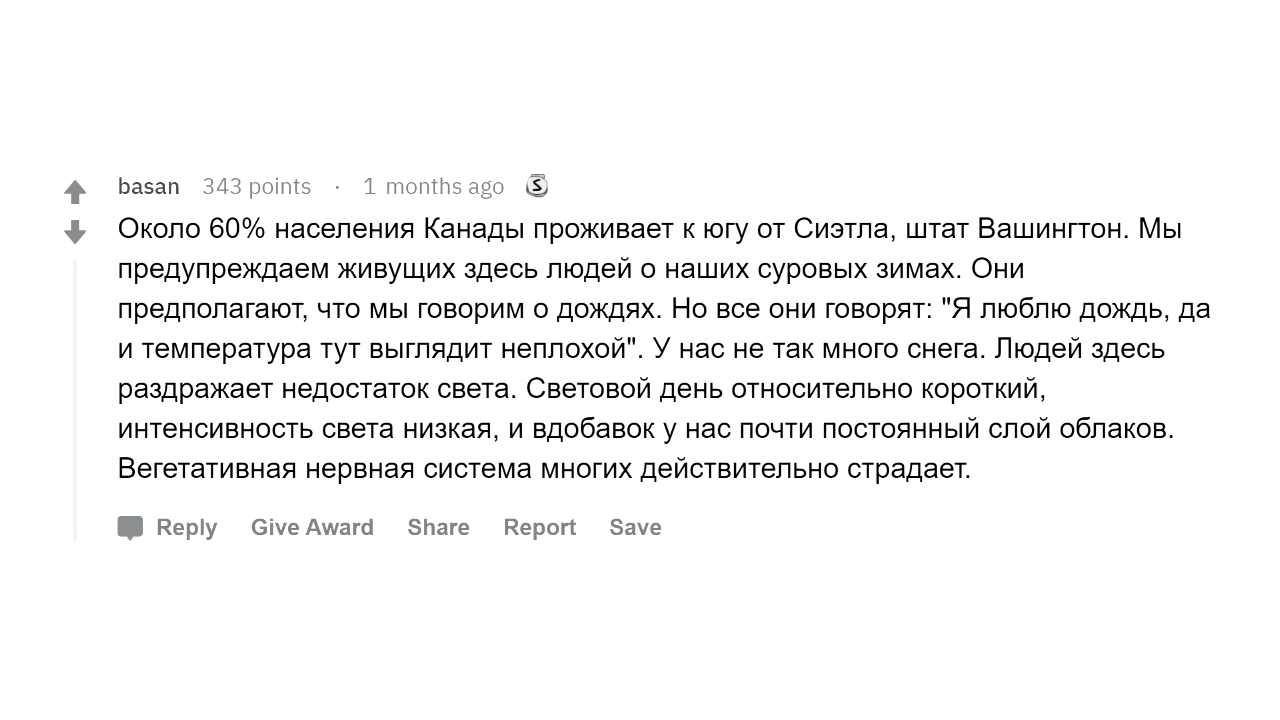 basan 343 points · 1 months ago
Около 60% населения Канады проживает к югу от Сиэтла, штат Вашингтон. Мы
предупреждаем живущих здесь людей о наших суровых зимах. Они
предполагают, что мы говорим о дождях. Но все они говорят: "Я люблю дождь, да
и температура тут выглядит неплохой". У нас не так много снега. Людей здесь
раздражает недостаток света. Световой день относительно короткий,
интенсивность света низкая, и вдобавок у нас почти постоянный слой облаков.
Вегетативная нервная система многих действительно страдает.
Reply Give Award Share Report Save